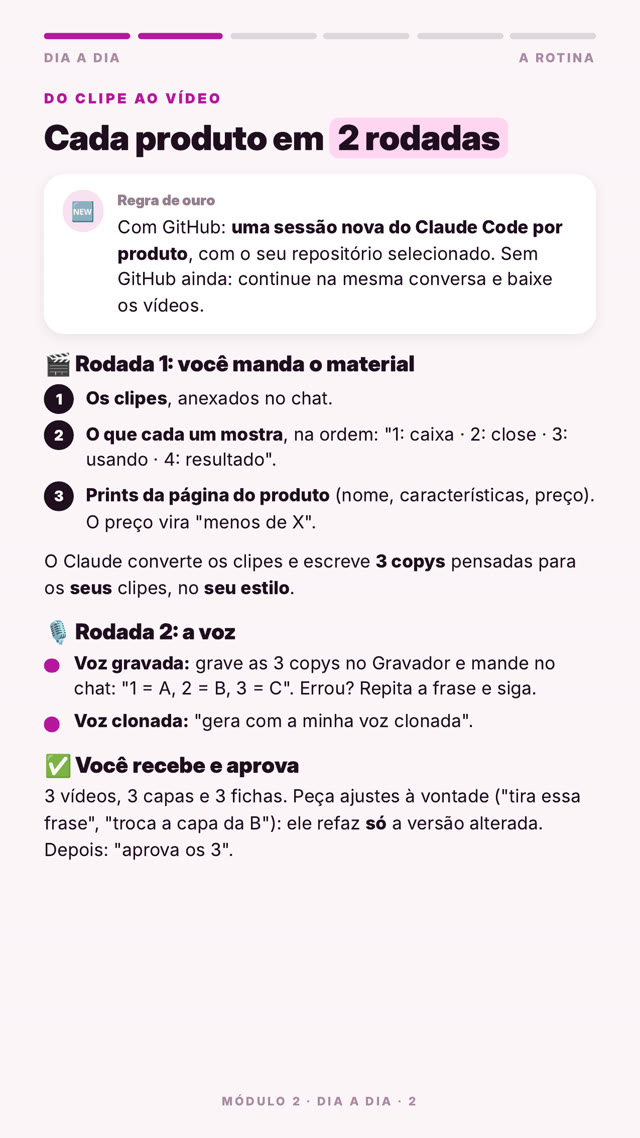 DIA A DIA
A ROTINA
DO CLIPE AO VÍDEO
Cada produto em 2 rodadas
NEW
Regra de ouro
Com GitHub: uma sessão nova do Claude Code por
produto, com o seu repositório selecionado. Sem
GitHub ainda: continue na mesma conversa e baixe
os vídeos.
🎬 Rodada 1: você manda o material
1 Os clipes, anexados no chat.
2 O que cada um mostra, na ordem: "1: caixa · 2: close · 3:
usando · 4: resultado".
3 Prints da página do produto (nome, características, preço).
O preço vira "menos de X".
O Claude converte os clipes e escreve 3 copys pensadas para
os seus clipes, no seu estilo.
🎙️ Rodada 2: a voz
Voz gravada: grave as 3 copys no Gravador e mande no
chat: "1 = A, 2 = B, 3 = C". Errou? Repita a frase e siga.
Voz clonada: "gera com a minha voz clonada".
✅ Você recebe e aprova
3 vídeos, 3 capas e 3 fichas. Peça ajustes à vontade ("tira essa
frase", "troca a capa da B"): ele refaz só a versão alterada.
Depois: "aprova os 3".
MÓDULO 2 · DIA A DIA · 2